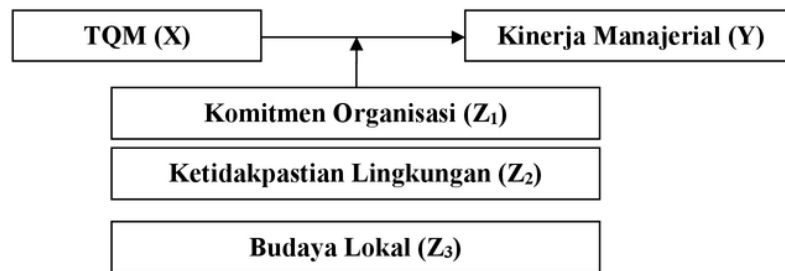 TQM (X)
Kinerja Manajerial (Y)
Komitmen Organisasi (Z₁)
Ketidakpastian Lingkungan (Z₂)
Budaya Lokal (Z₃)